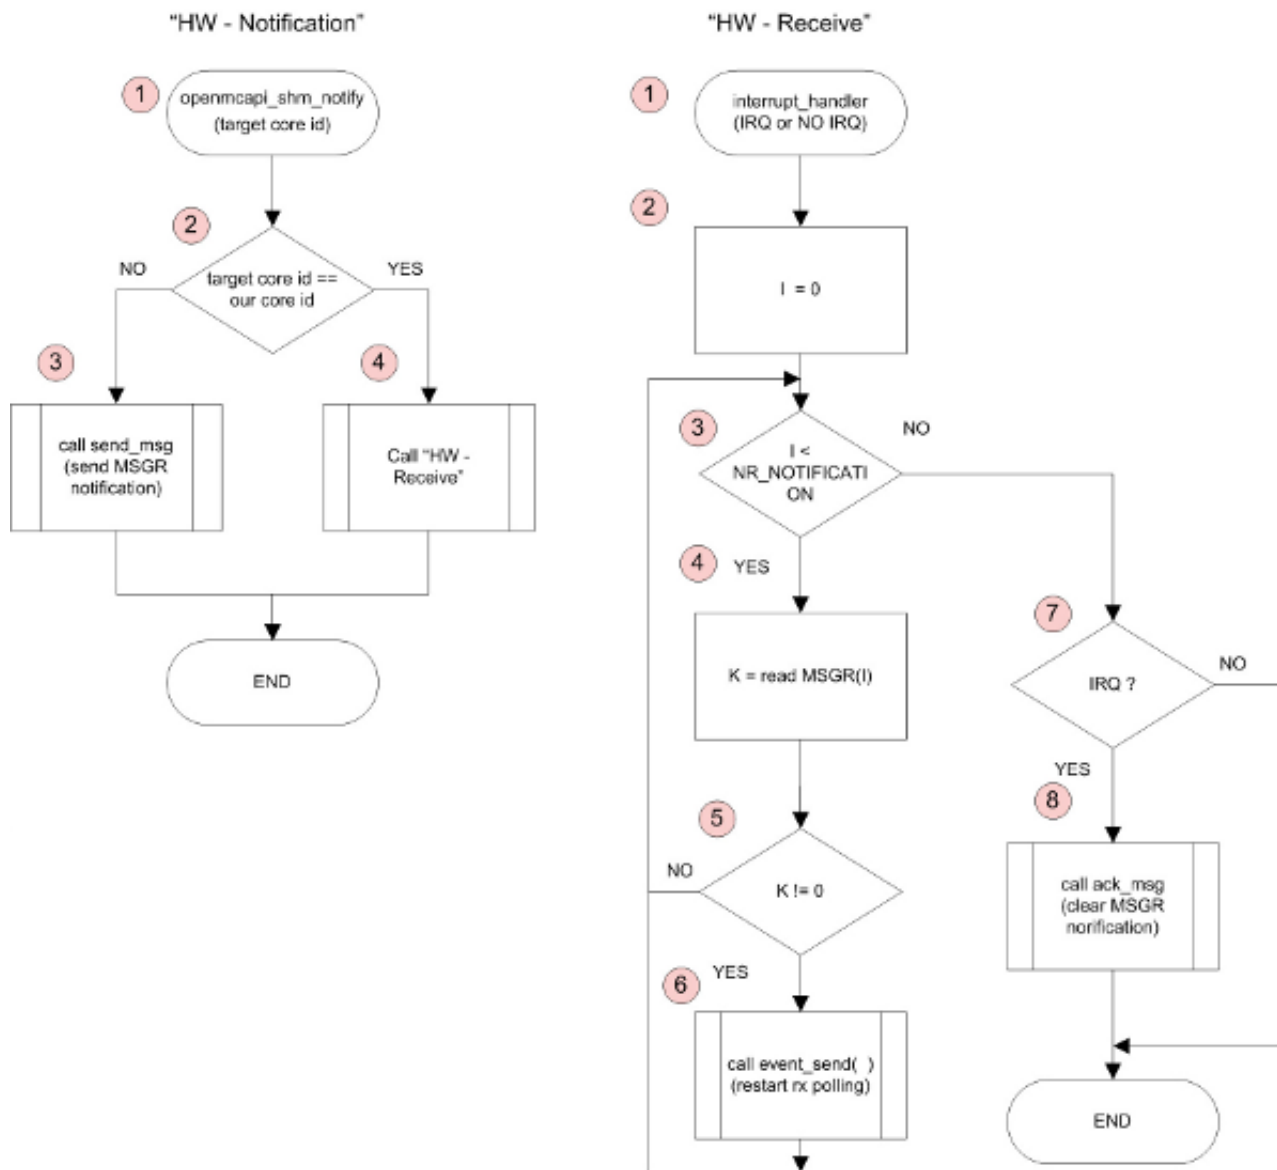 "HW - Notification"
1
openmcapi_shm_notify
(target core id)
2
NO
target core id ==
our core id
YES
3
4
call send_msg
(send MSGR
notification)
Call "HW -
Receive"
END
"HW - Receive"
1
interrupt_handler
(IRQ or NO IRQ)
2
I = 0
3
NO
I <
NR_NOTIFICATI
ON
4
YES
K = read MSGR(I)
5
NO
K != 0
YES
6
call event_send( )
(restart rx polling)
7
IRQ ?
NO
YES
8
call ack_msg
(clear MSGR
norification)
END